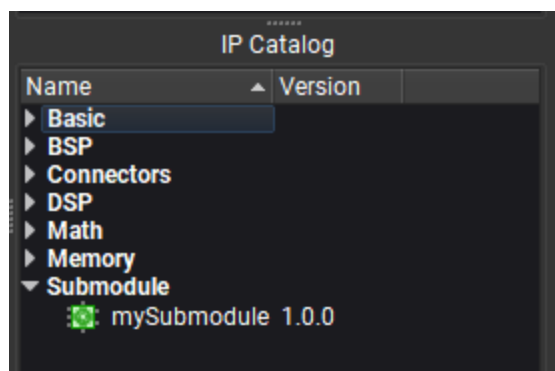 IP Catalog
Name Version
Basic
BSP
Connectors
DSP
Math
Memory
Submodule
mySubmodule 1.0.0